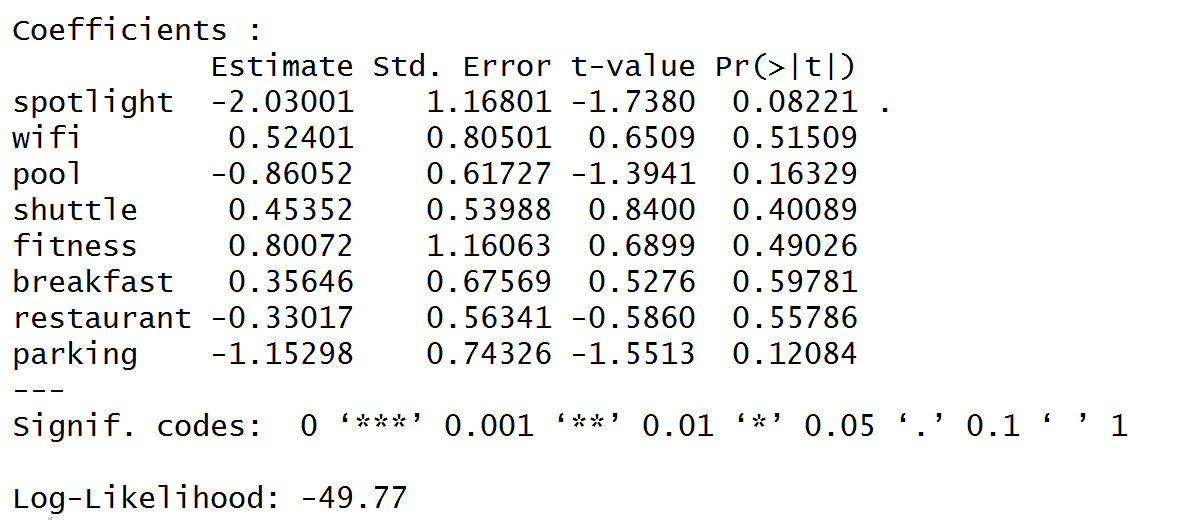 Coefficients :
Estimate Std. Error t-value Pr(>|t|)
spotlight -2.03001 1.16801 -1.7380 0.08221 .
wifi 0.52401 0.80501 0.6509 0.51509
pool -0.86052 0.61727 -1.3941 0.16329
shuttle 0.45352 0.53988 0.8400 0.40089
fitness 0.80072 1.16063 0.6899 0.49026
breakfast 0.35646 0.67569 0.5276 0.59781
restaurant -0.33017 0.56341 -0.5860 0.55786
parking -1.15298 0.74326 -1.5513 0.12084
---
Signif. codes: 0 ‘***’ 0.001 ‘**’ 0.01 ‘*’ 0.05 ‘.’ 0.1 ‘ ’ 1
Log-Likelihood: -49.77